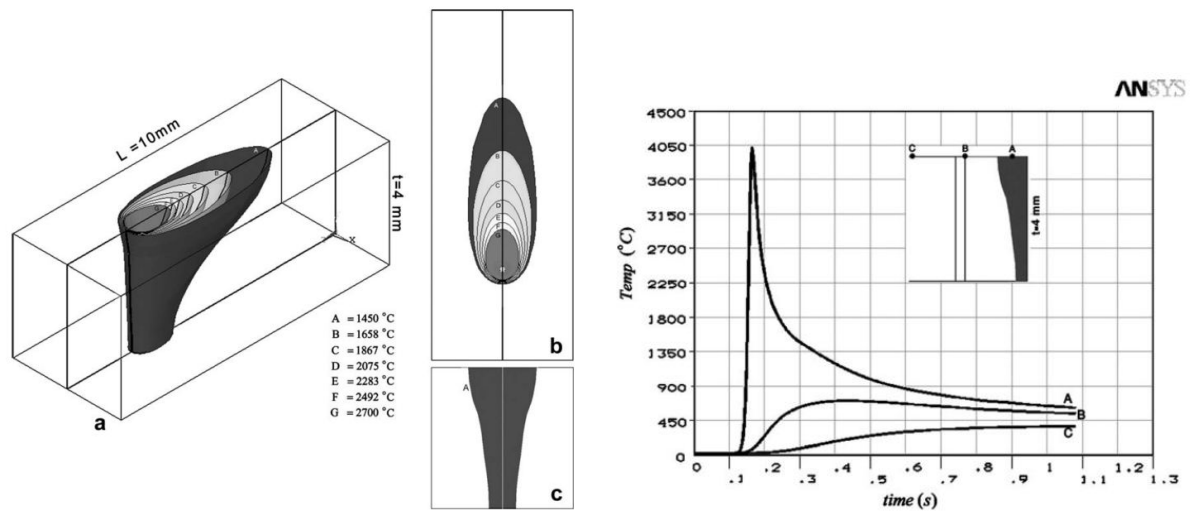 L =10mm
t=4 mm
X
A
B
C
D
A =1450 °C
B =1658 °C
C =1867 °C
D =2075 °C
E =2283 °C
F =2492 °C
G =2700 °C
a
A
B
C
D
E
F
G
b
A
c
ANSYS
Temp (°C)
4500
4050
3600
3150
2700
2250
1800
1350
900
450
0
C B A
t=4 mm
A
B
C
0 .2 .4 .6 .8 1 1.2
.1 .3 .5 .7 .9 1.1 1.3
time (s)